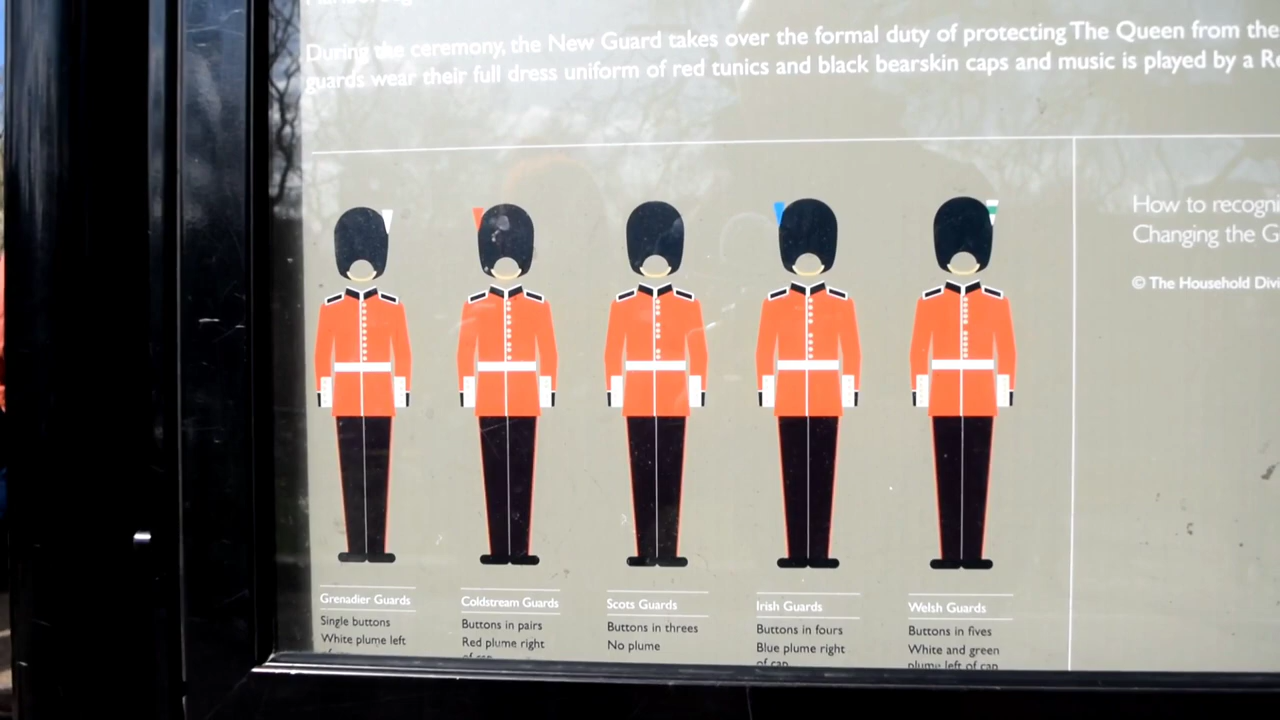 During the ceremony, the New Guard takes over the formal duty of protecting The Queen from the
guards wear their full dress uniform of red tunics and black bearskin caps and music is played by a
How to
Changing the
© The Household
Grenadier Guards
Single buttons
White plume left
Coldstream Guards
Buttons in pairs
Red plume right
of cap
Scots Guards
Buttons in threes
No plume
Irish Guards
Buttons in fours
Blue plume right
of cap
Welsh Guards
Buttons in fives
White and green
plume left of cap